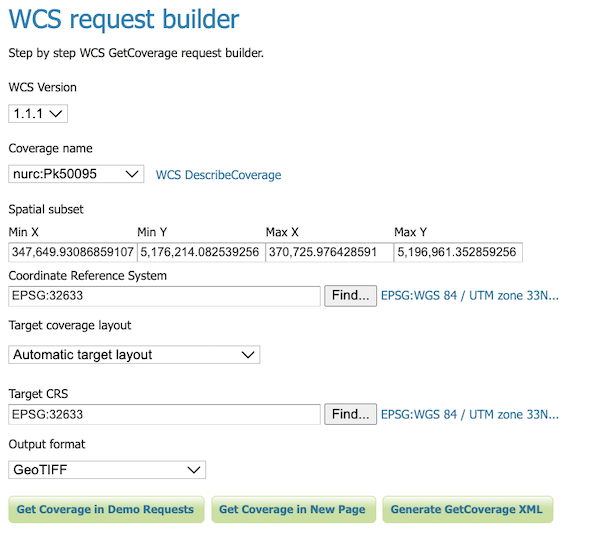 WCS request builder
Step by step WCS GetCoverage request builder.
WCS Version
1.1.1
Coverage name
nurc:Pk50095 WCS DescribeCoverage
Spatial subset
Min X Min Y Max X Max Y
347,649.93086859107 5,176,214.082539256 370,725.976428591 5,196,961.352859256
Coordinate Reference System
EPSG:32633 Find... EPSG:WGS 84 / UTM zone 33N...
Target coverage layout
Automatic target layout
Target CRS
EPSG:32633 Find... EPSG:WGS 84 / UTM zone 33N...
Output format
GeoTIFF
Get Coverage in Demo Requests Get Coverage in New Page Generate GetCoverage XML